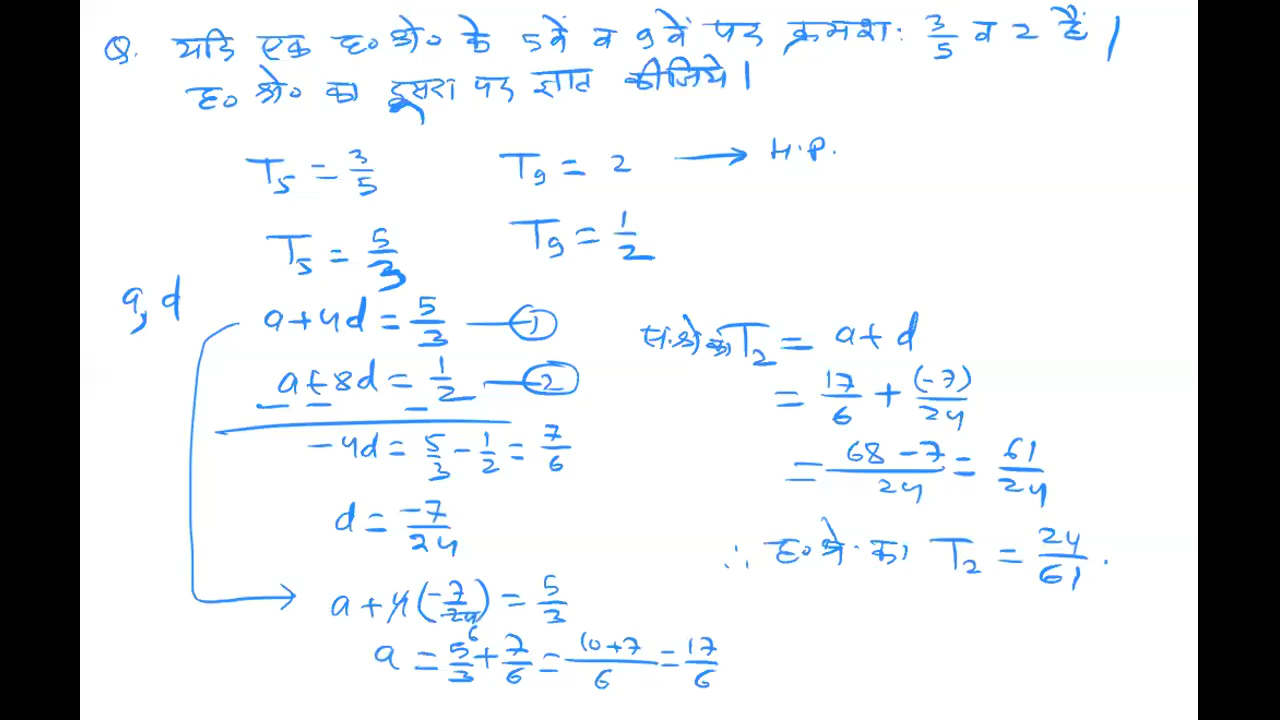 Q. यदि एक ह० श्रे० के 5वें व 9वें पद क्रमशः 3/5 व 2 हैं।
ह० श्रे० का दूसरा पद ज्ञात कीजिये।
T₅ = 3/5 T₉ = 2 ⟶ H.P.
T₅ = 5/3 T₉ = 1/2
a, d
a + 4d = 5/3 —①
a + 8d = 1/2 —②
− − −
-4d = 5/3 - 1/2 = 7/6
d = -7/24
a + 4(-7/24) = 5/3
6
a = 5/3 + 7/6 = 10+7/6 = 17/6
स.श्रे का T₂ = a + d
= 17/6 + (-7)/24
= 68-7/24 = 61/24
∴ ह० श्रे. का T₂ = 24/61 .